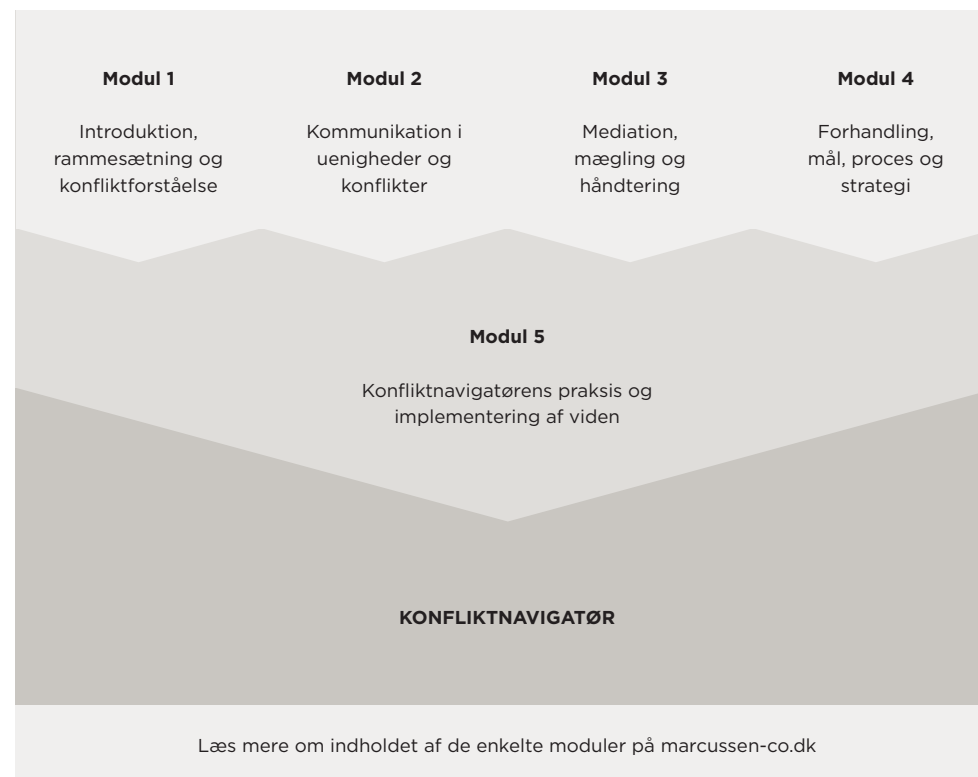 Modul 1
Introduktion,
rammesætning og
konfliktforståelse
Modul 2
Kommunikation i
uenigheder og
konflikter
Modul 3
Mediation,
mægling og
håndtering
Modul 4
Forhandling,
mål, proces og
strategi
Modul 5
Konfliktnavigatørens praksis og
implementering af viden
KONFLIKTNAVIGATØR
Læs mere om indholdet af de enkelte moduler på marcussen-co.dk